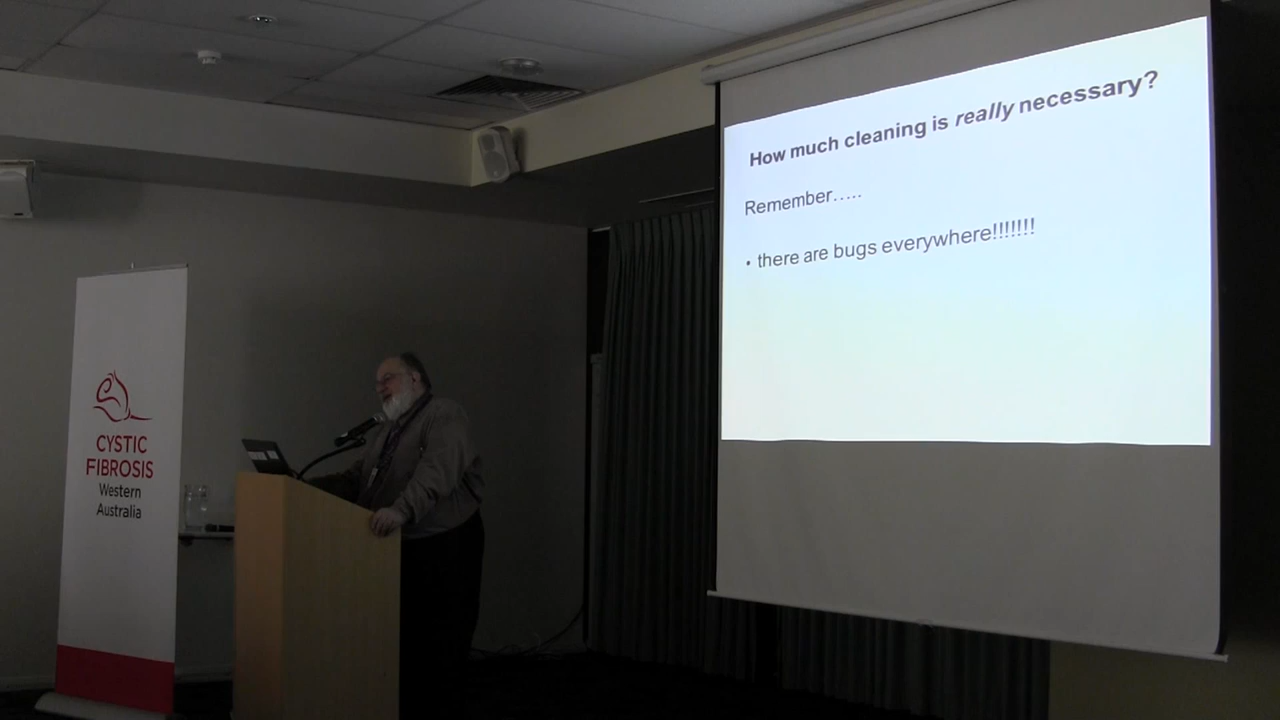 How much cleaning is really necessary?
Remember.....
• there are bugs everywhere!!!!!!!
CYSTIC
FIBROSIS
Western
Australia